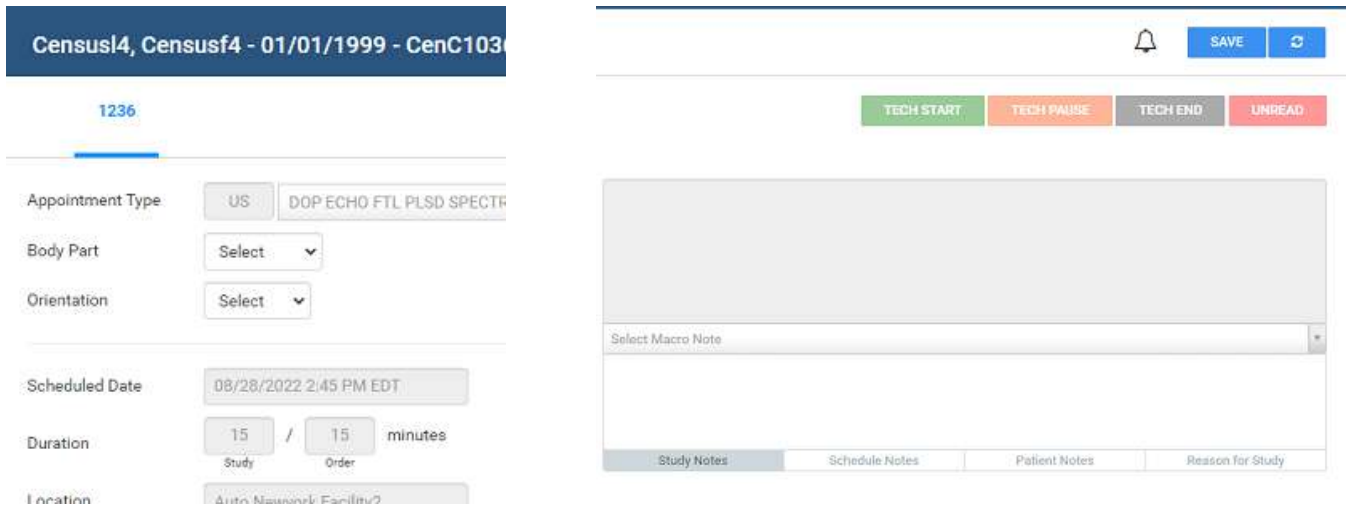 Censusl4, Censusf4 - 01/01/1999 - CenC103
SAVE
1236
TECH START TECH PAUSE TECH END UNREAD
Appointment Type US DOP ECHO FTL PLSD SPECTR
Body Part Select
Orientation Select
Select Macro Note
Scheduled Date 08/28/2022 2:45 PM EDT
Duration 15 / 15 minutes
Study Order
Study Notes Schedule Notes Patient Notes Reason for Study
Location Auto Newyork Facility2